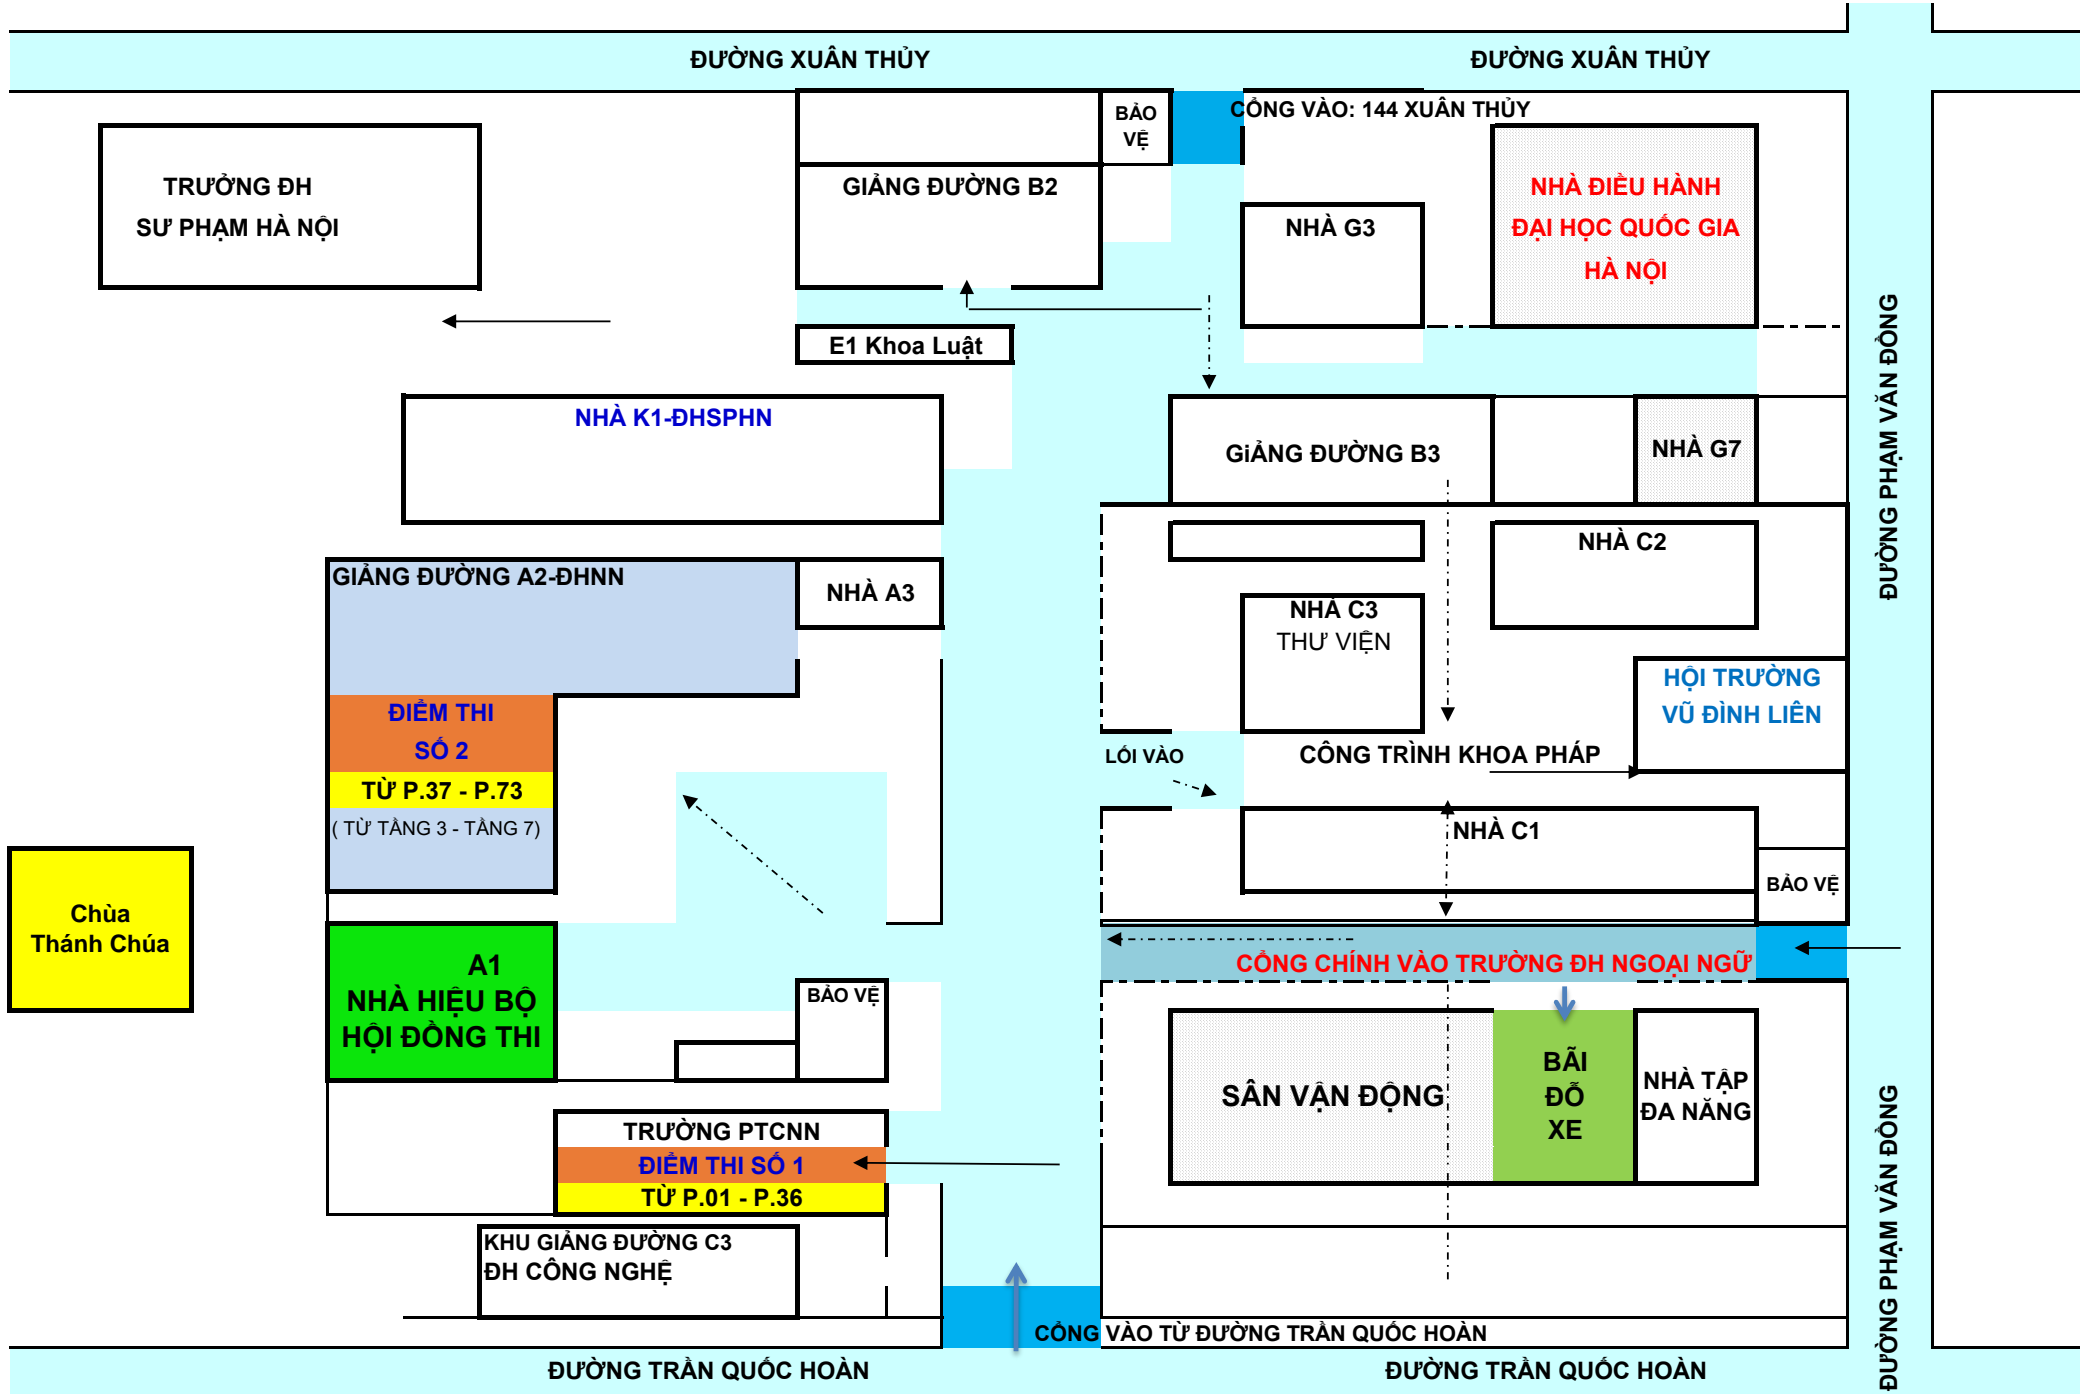 ĐƯỜNG XUÂN THỦY
ĐƯỜNG XUÂN THỦY
BẢO
VỆ
CỔNG VÀO: 144 XUÂN THỦY
TRƯỞNG ĐH
SƯ PHẠM HÀ NỘI
GIẢNG ĐƯỜNG B2
NHÀ G3
NHÀ ĐIỀU HÀNH
ĐẠI HỌC QUỐC GIA
HÀ NỘI
E1 Khoa Luật
ĐƯỜNG PHẠM VĂN ĐỒNG
NHÀ K1-ĐHSPHN
GiẢNG ĐƯỜNG B3
NHÀ G7
NHÀ C2
GIẢNG ĐƯỜNG A2-ĐHNN
NHÀ A3
NHÀ C3
THƯ VIỆN
HỘI TRƯỜNG
VŨ ĐÌNH LIÊN
ĐIỂM THI
SỐ 2
TỪ P.37 - P.73
( TỪ TẦNG 3 - TẦNG 7)
LỐI VÀO
CÔNG TRÌNH KHOA PHÁP
NHÀ C1
BẢO VỆ
Chùa
Thánh Chúa
A1
NHÀ HIỆU BỘ
HỘI ĐỒNG THI
CỔNG CHÍNH VÀO TRƯỜNG ĐH NGOẠI NGỮ
BẢO VỆ
SÂN VẬN ĐỘNG
BÃI
ĐỖ
XE
NHÀ TẬP
ĐA NĂNG
TRƯỜNG PTCNN
ĐIỂM THI SỐ 1
TỪ P.01 - P.36
ĐƯỜNG PHẠM VĂN ĐỒNG
KHU GIẢNG ĐƯỜNG C3
ĐH CÔNG NGHỆ
CỔNG VÀO TỪ ĐƯỜNG TRẦN QUỐC HOÀN
ĐƯỜNG TRẦN QUỐC HOÀN
ĐƯỜNG TRẦN QUỐC HOÀN